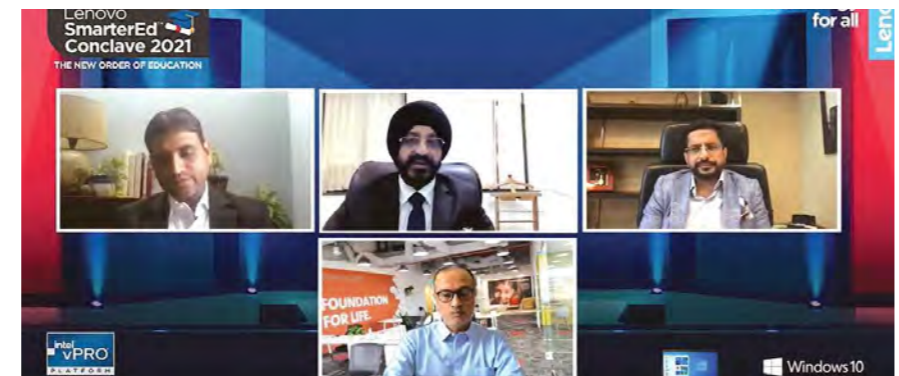 Lenovo
SmarterEd
Conclave 2021
THE NEW ORDER OF EDUCATION
for all
Leno
FOUNDATION
FOR LIFE.
intel
vPRO
PLATFORM
Windows 10